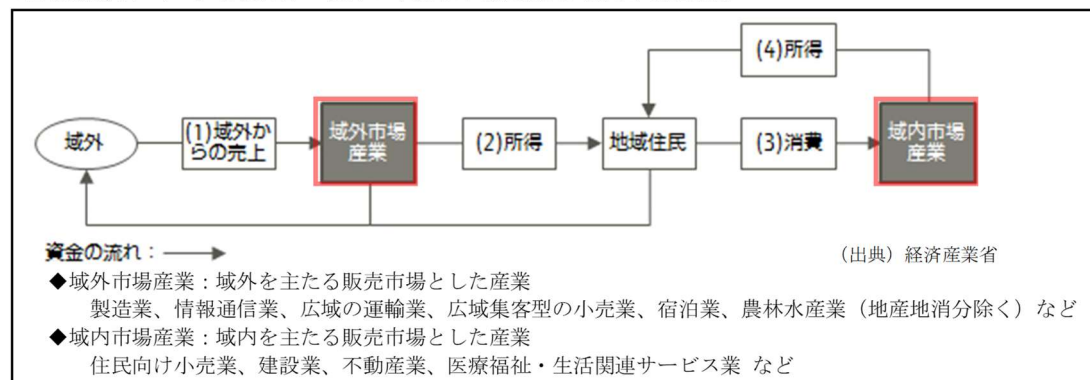 (4)所得
域外
(1)域外か
らの売上
域外市場
産業
(2)所得
地域住民
(3)消費
域内市場
産業
資金の流れ：
（出典）経済産業省
◆域外市場産業：域外を主たる販売市場とした産業
製造業、情報通信業、広域の運輸業、広域集客型の小売業、宿泊業、農林水産業（地産地消分除く）など
◆域内市場産業：域内を主たる販売市場とした産業
住民向け小売業、建設業、不動産業、医療福祉・生活関連サービス業 など